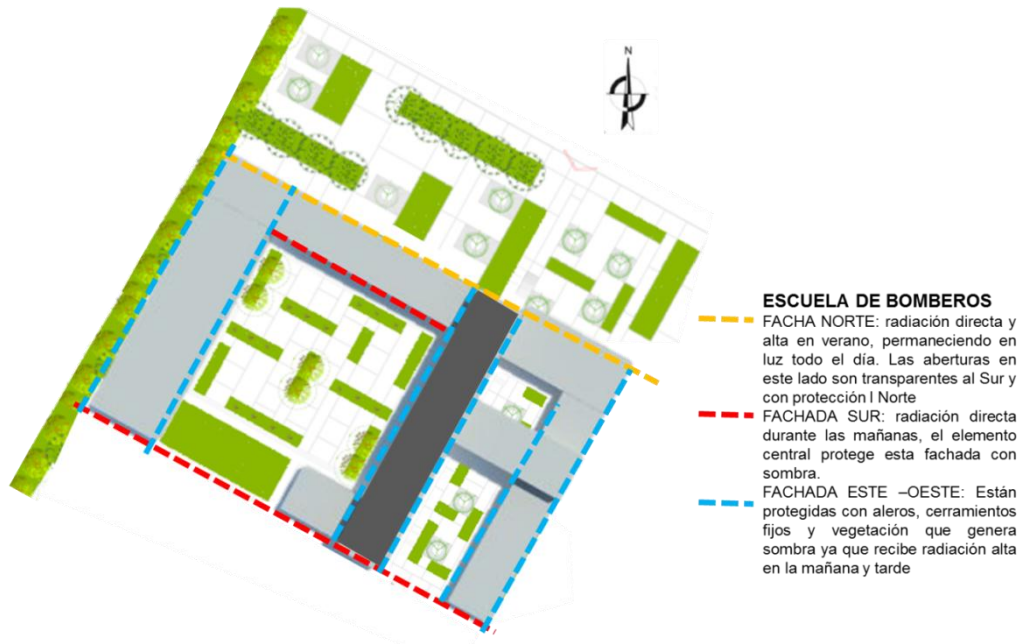 N
ESCUELA DE BOMBEROS
FACHA NORTE: radiación directa y
alta en verano, permaneciendo en
luz todo el día. Las aberturas en
este lado son transparentes al Sur y
con protección l Norte
FACHADA SUR: radiación directa
durante las mañanas, el elemento
central protege esta fachada con
sombra.
FACHADA ESTE –OESTE: Están
protegidas con aleros, cerramientos
fijos y vegetación que genera
sombra ya que recibe radiación alta
en la mañana y tarde